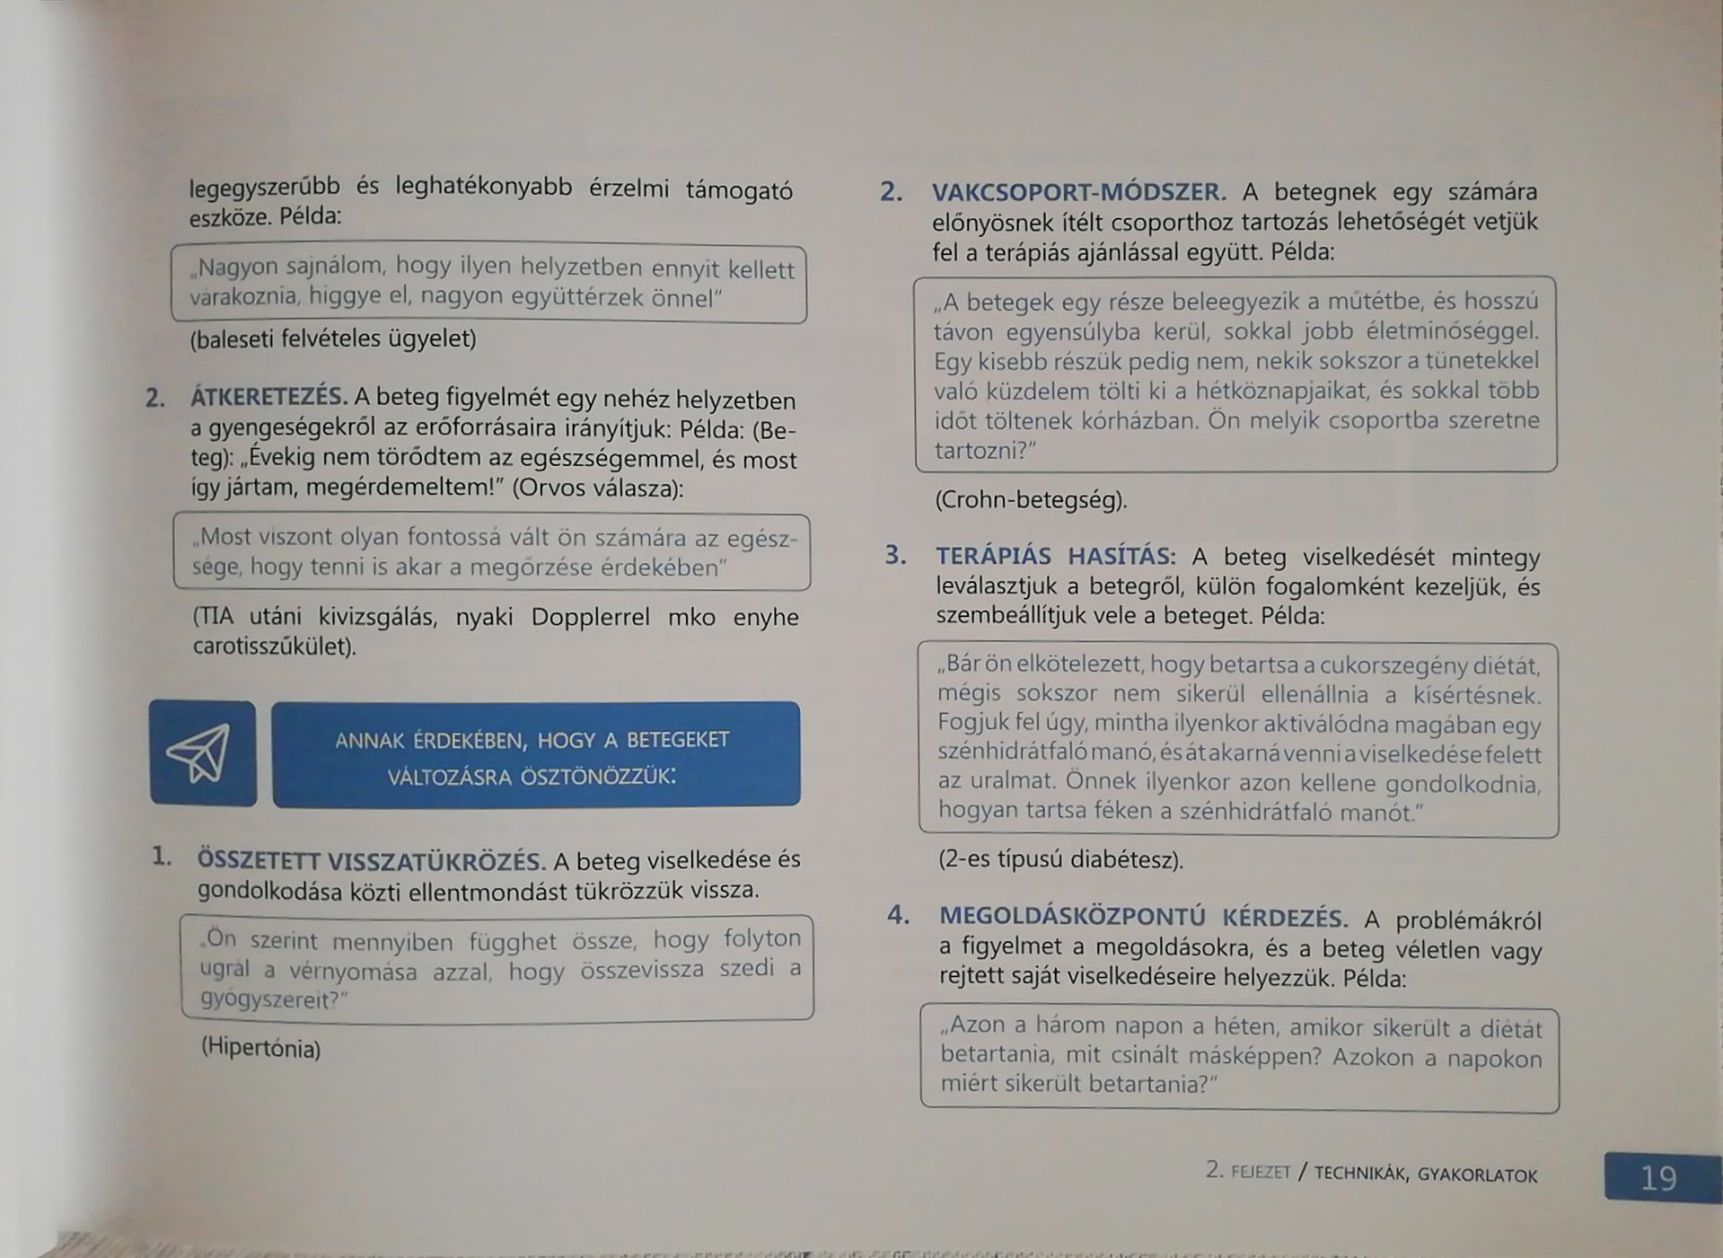 legegyszerűbb és leghatékonyabb érzelmi támogató
eszköze. Példa:
„Nagyon sajnálom, hogy ilyen helyzetben ennyit kellett
várakoznia, higgye el, nagyon együttérzek önnel”
(baleseti felvételes ügyelet)
2. ÁTKERETEZÉS. A beteg figyelmét egy nehéz helyzetben
a gyengeségekről az erőforrásaira irányítjuk: Példa: (Be-
teg): „Évekig nem törődtem az egészségemmel, és most
így jártam, megérdemeltem!” (Orvos válasza):
„Most viszont olyan fontossá vált ön számára az egész-
sége, hogy tenni is akar a megőrzése érdekében”
(TIA utáni kivizsgálás, nyaki Dopplerrel mko enyhe
carotisszűkület).
ANNAK ÉRDEKÉBEN, HOGY A BETEGEKET
VÁLTOZÁSRA ÖSZTÖNÖZZÜK:
1. ÖSSZETETT VISSZATÜKRÖZÉS. A beteg viselkedése és
gondolkodása közti ellentmondást tükrözzük vissza.
„Ön szerint mennyiben függhet össze, hogy folyton
ugrál a vérnyomása azzal, hogy összevissza szedi a
gyógyszereit?”
(Hipertónia)
2. VAKCSOPORT-MÓDSZER. A betegnek egy számára
előnyösnek ítélt csoporthoz tartozás lehetőségét vetjük
fel a terápiás ajánlással együtt. Példa:
„A betegek egy része beleegyezik a műtétbe, és hosszú
távon egyensúlyba kerül, sokkal jobb életminőséggel.
Egy kisebb részük pedig nem, nekik sokszor a tünetekkel
való küzdelem tölti ki a hétköznapjaikat, és sokkal több
időt töltenek kórházban. Ön melyik csoportba szeretne
tartozni?”
(Crohn-betegség).
3. TERÁPIÁS HASÍTÁS: A beteg viselkedését mintegy
leválasztjuk a betegről, külön fogalomként kezeljük, és
szembeállítjuk vele a beteget. Példa:
„Bár ön elkötelezett, hogy betartsa a cukorszegény diétát,
mégis sokszor nem sikerül ellenállnia a kísértésnek.
Fogjuk fel úgy, mintha ilyenkor aktiválódna magában egy
szénhidrátfaló manó, és át akarná venni a viselkedése felett
az uralmat. Önnek ilyenkor azon kellene gondolkodnia,
hogyan tartsa féken a szénhidrátfaló manót.”
(2-es típusú diabétesz).
4. MEGOLDÁSKÖZPONTÚ KÉRDEZÉS. A problémákról
a figyelmet a megoldásokra, és a beteg véletlen vagy
rejtett saját viselkedéseire helyezzük. Példa:
„Azon a három napon a héten, amikor sikerült a diétát
betartania, mit csinált másképpen? Azokon a napokon
miért sikerült betartania?”
2. FEJEZET / TECHNIKÁK, GYAKORLATOK
19